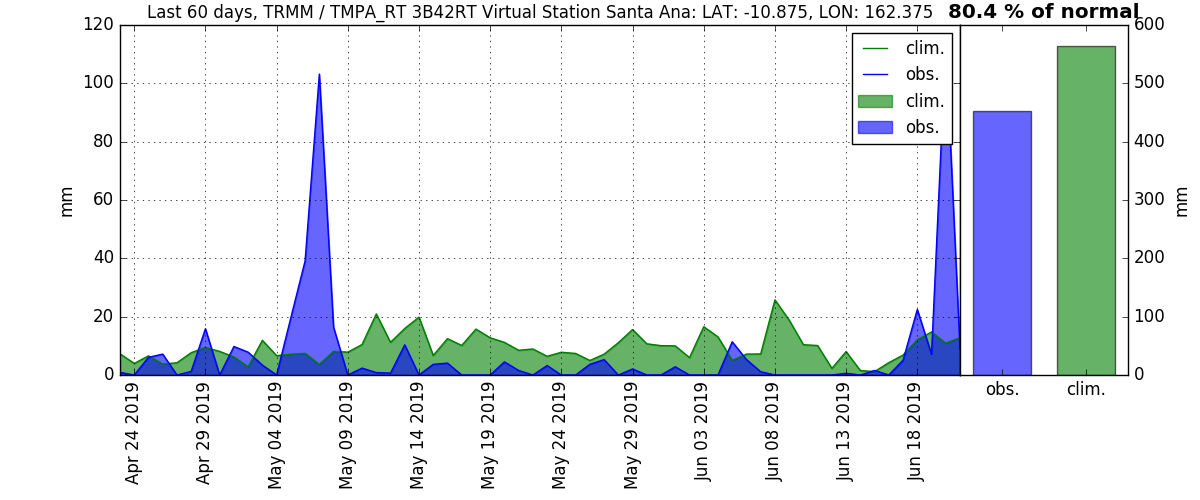 Last 60 days, TRMM / TMPA_RT 3B42RT Virtual Station Santa Ana: LAT: -10.875, LON: 162.375 80.4 % of normal
120
100
80
60
40
20
0
mm
clim.
obs.
clim.
obs.
600
500
400
300
200
100
0
mm
obs. clim.
Apr 24 2019
Apr 29 2019
May 04 2019
May 09 2019
May 14 2019
May 19 2019
May 24 2019
May 29 2019
Jun 03 2019
Jun 08 2019
Jun 13 2019
Jun 18 2019